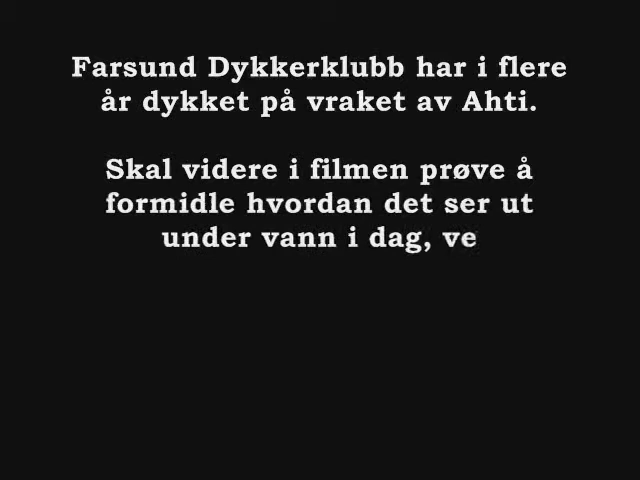 Farsund Dykkerklubb har i flere
år dykket på vraket av Ahti.
Skal videre i filmen prøve å
formidle hvordan det ser ut
under vann i dag, ve